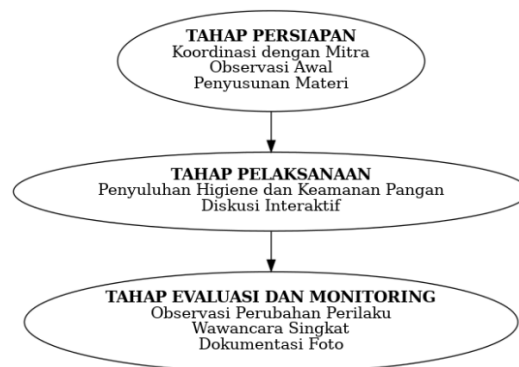 TAHAP PERSIAPAN
Koordinasi dengan Mitra
Observasi Awal
Penyusunan Materi
TAHAP PELAKSANAAN
Penyuluhan Higiene dan Keamanan Pangan
Diskusi Interaktif
TAHAP EVALUASI DAN MONITORING
Observasi Perubahan Perilaku
Wawancara Singkat
Dokumentasi Foto